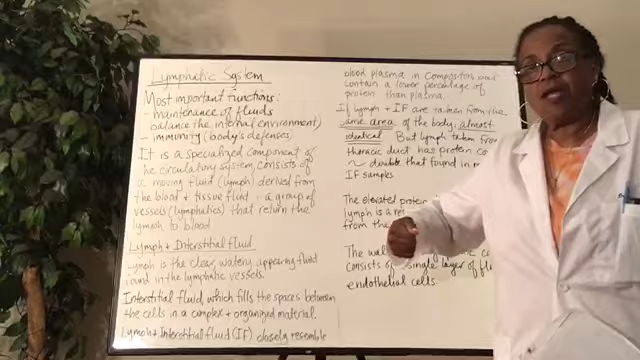 Lymphatic System
Most important functions:
- maintenance of fluids
balance the internal environment)
- immunity (body's defenses)
It is a specialized component of
the circulatory system, consists of
moving fluid (lymph) derived from
the blood + tissue fluid; a group of
vessels (lymphatics) that return the
lymph to blood
Lymph + Interstitial Fluid
Lymph is the clear watery appearing fluid
found in the lymphatic vessels.
Interstitial fluid, which fills the spaces between
the cells in a complex + organized material.
Lymph + Interstitial fluid (IF) closely resemble
blood plasma in composition
contain a lower percentage of
protein than plasma.
If lymph + IF are taken from the
same area of the body, almost
identical But lymph taken from
thoracic duct has protein
~ double that found in
IF samples
The elevated protein
lymph is a
from the
The
consists of single layer of
endothelial cells.